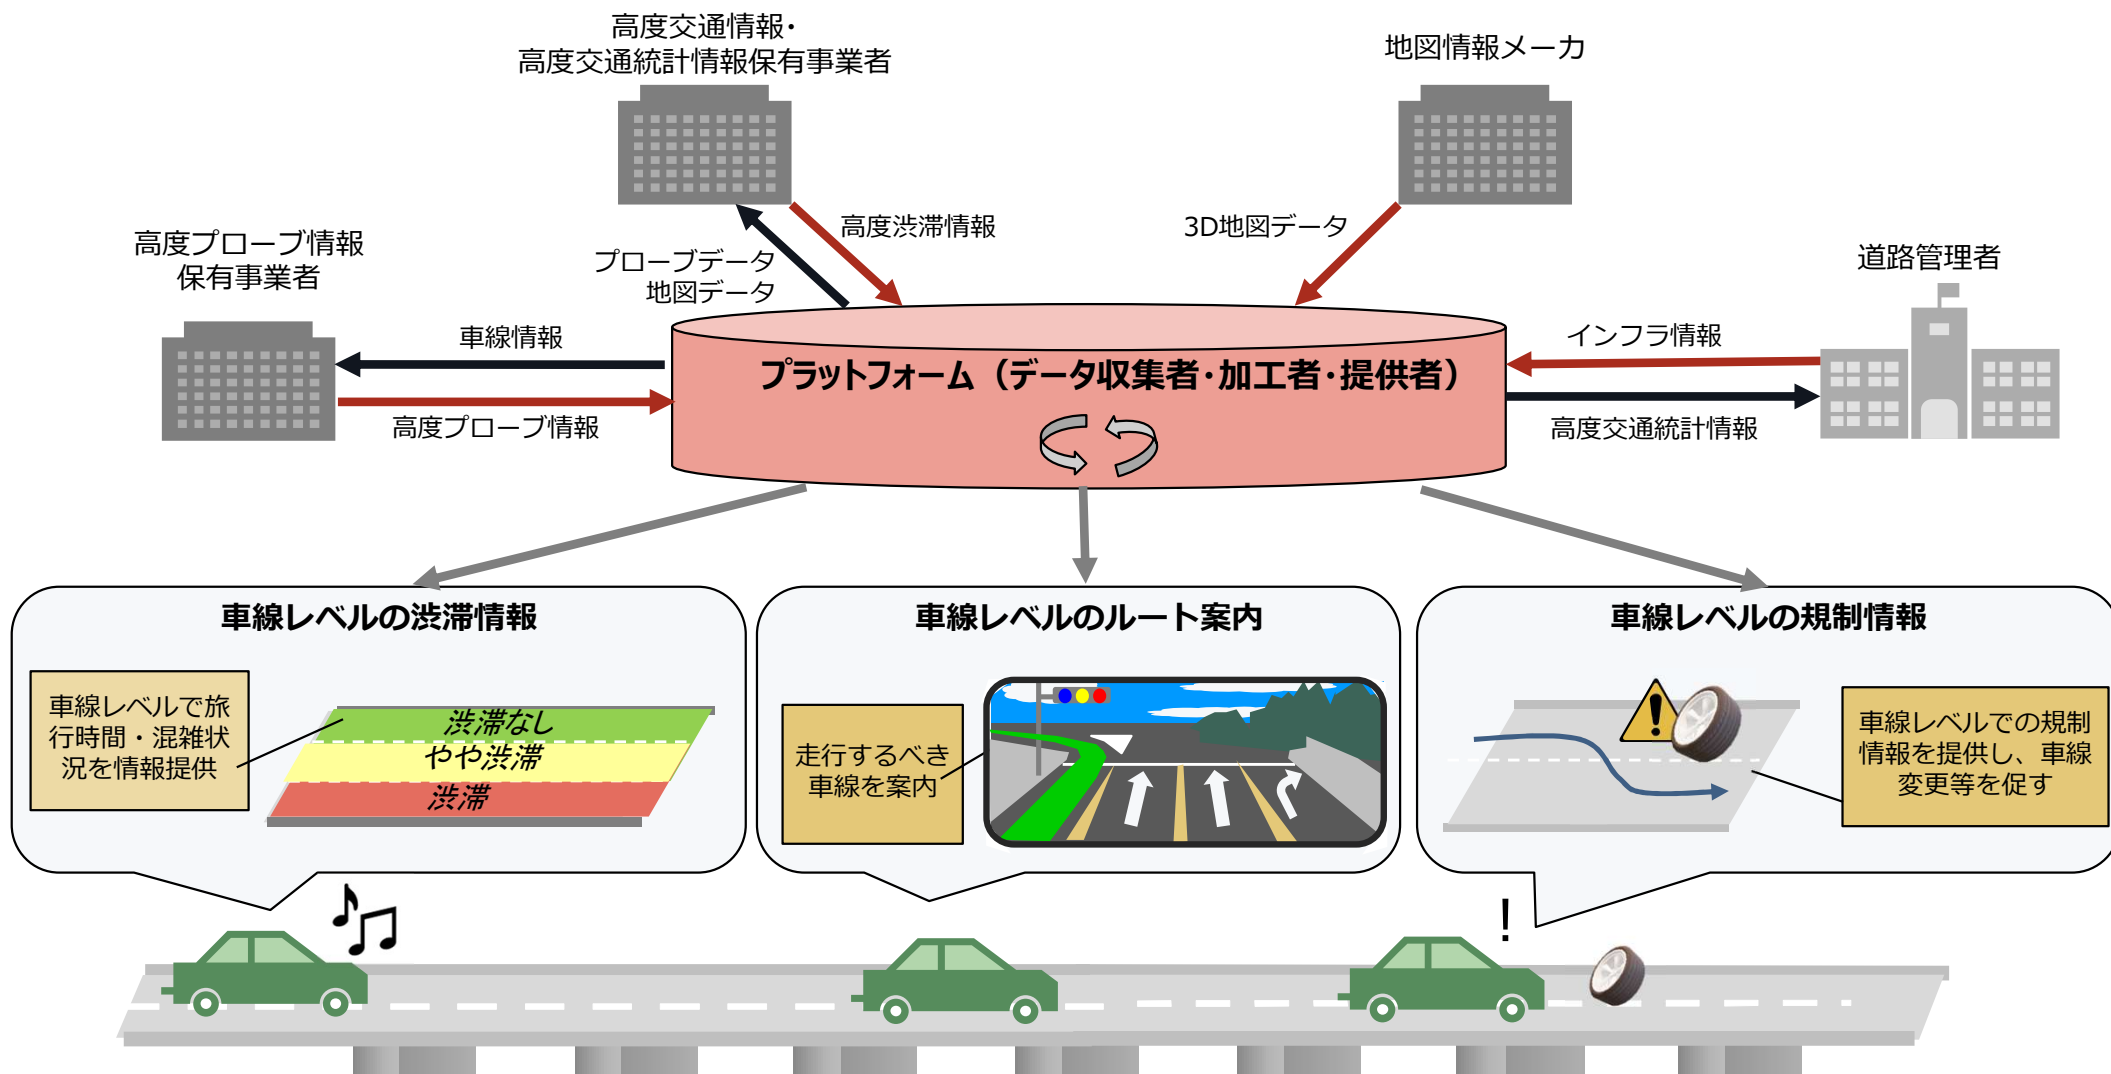 高度交通情報・
高度交通統計情報保有事業者
地図情報メーカ
高度プローブ情報
保有事業者
道路管理者
高度渋滞情報
プローブデータ
地図データ
3D地図データ
車線情報
高度プローブ情報
インフラ情報
高度交通統計情報
プラットフォーム（データ収集者・加工者・提供者）
車線レベルの渋滞情報
車線レベルで旅
行時間・混雑状
況を情報提供
渋滞なし
やや渋滞
渋滞
車線レベルのルート案内
走行するべき
車線を案内
車線レベルの規制情報
車線レベルでの規制
情報を提供し、車線
変更等を促す
!
!